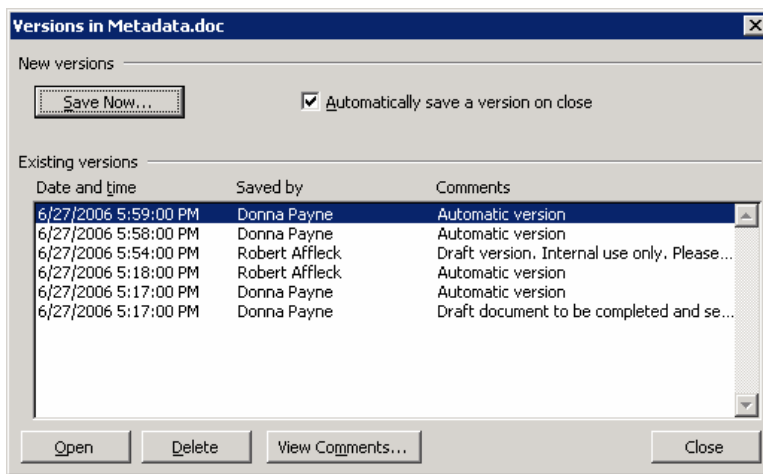 Versions in Metadata.doc
New versions
Save Now...
Automatically save a version on close
Existing versions
Date and time Saved by Comments
6/27/2006 5:59:00 PM Donna Payne Automatic version
6/27/2006 5:58:00 PM Donna Payne Automatic version
6/27/2006 5:54:00 PM Robert Affleck Draft version. Internal use only. Please...
6/27/2006 5:18:00 PM Robert Affleck Automatic version
6/27/2006 5:17:00 PM Donna Payne Automatic version
6/27/2006 5:17:00 PM Donna Payne Draft document to be completed and se...
Open Delete View Comments... Close